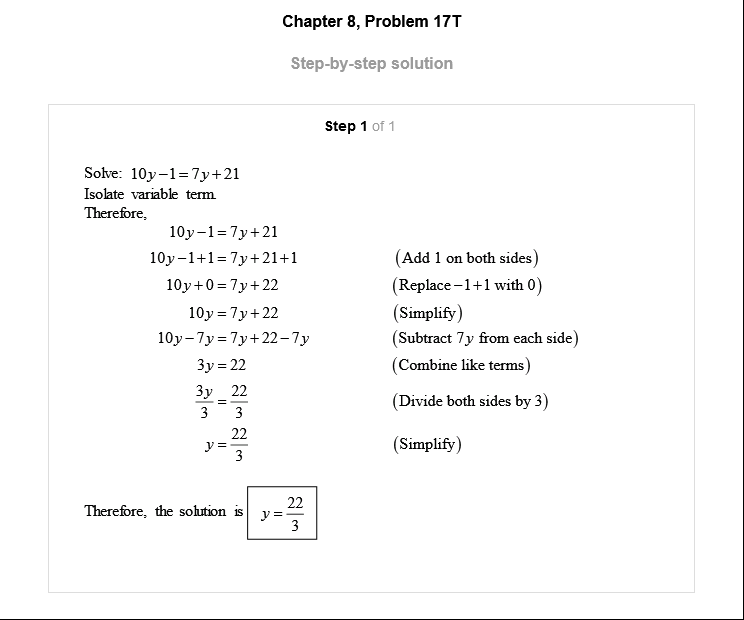 Chapter 8, Problem 17T
Step-by-step solution
Step 1 of 1
Solve: 10y−1=7y+21
Isolate variable term.
Therefore,
10y−1=7y+21
10y−1+1=7y+21+1 (Add 1 on both sides)
10y+0=7y+22 (Replace −1+1 with 0)
10y=7y+22 (Simplify)
10y−7y=7y+22−7y (Subtract 7y from each side)
3y=22 (Combine like terms)
3y/3=22/3 (Divide both sides by 3)
y=22/3 (Simplify)
Therefore, the solution is y=22/3